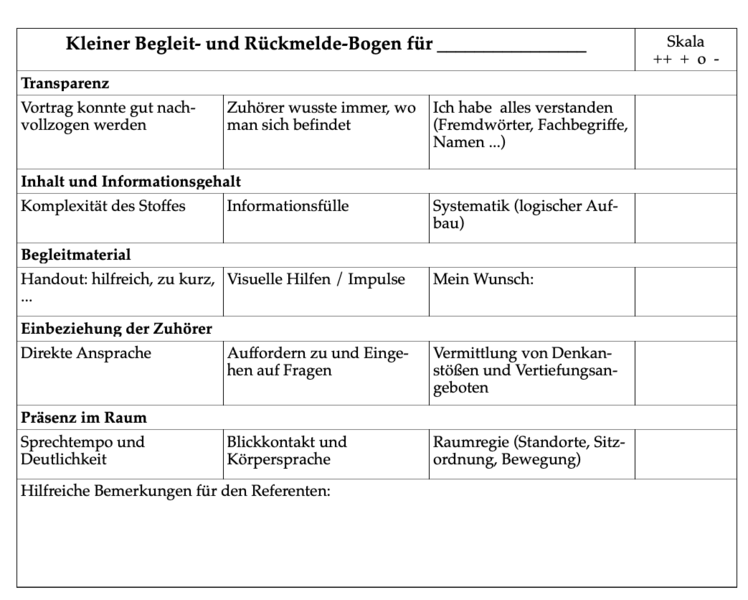 Kleiner Begleit- und Rückmelde-Bogen für ________________
Skala
++ + o -
Transparenz
Vortrag konnte gut nach-
vollzogen werden
Zuhörer wusste immer, wo
man sich befindet
Ich habe alles verstanden
(Fremdwörter, Fachbegriffe,
Namen ...)
Inhalt und Informationsgehalt
Komplexität des Stoffes
Informationsfülle
Systematik (logischer Auf-
bau)
Begleitmaterial
Handout: hilfreich, zu kurz,
...
Visuelle Hilfen / Impulse
Mein Wunsch:
Einbeziehung der Zuhörer
Direkte Ansprache
Auffordern zu und Einge-
hen auf Fragen
Vermittlung von Denkan-
stößen und Vertiefungsan-
geboten
Präsenz im Raum
Sprechtempo und
Deutlichkeit
Blickkontakt und
Körpersprache
Raumregie (Standorte, Sitz-
ordnung, Bewegung)
Hilfreiche Bemerkungen für den Referenten: